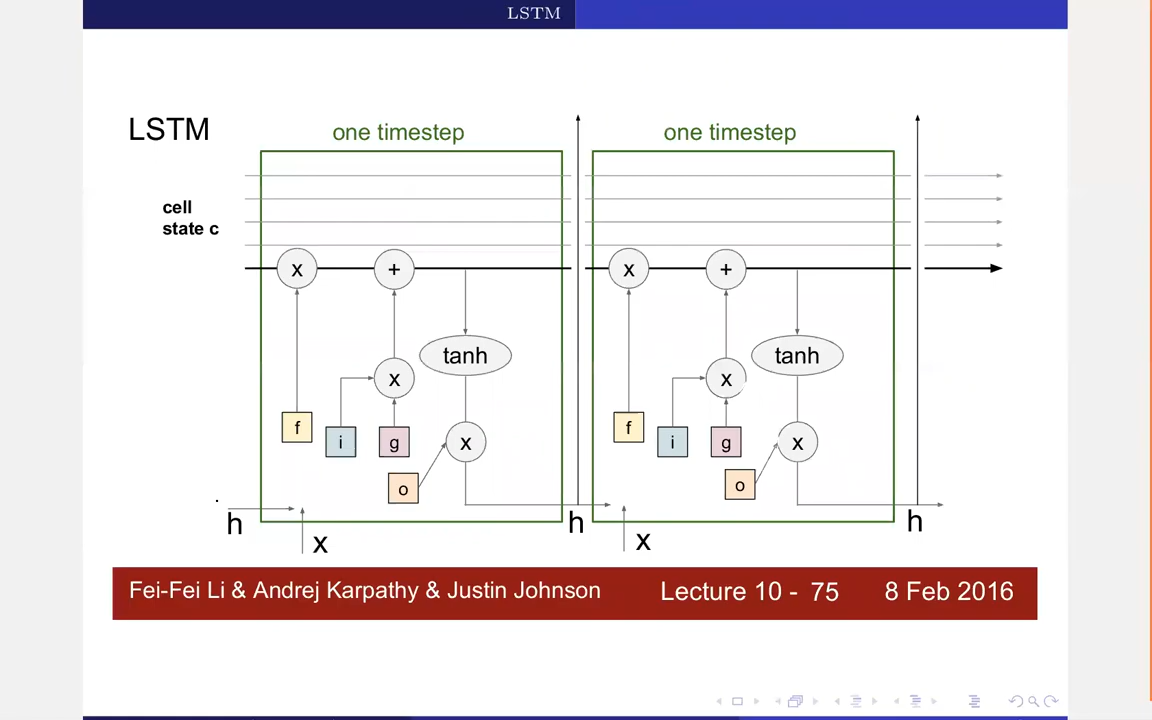 LSTM
LSTM
one timestep
one timestep
cell
state c
x
+
x
+
tanh
tanh
x
x
f
i
g
x
f
i
g
x
o
o
h
x
h
x
h
Fei-Fei Li & Andrej Karpathy & Justin Johnson
Lecture 10 - 75
8 Feb 2016